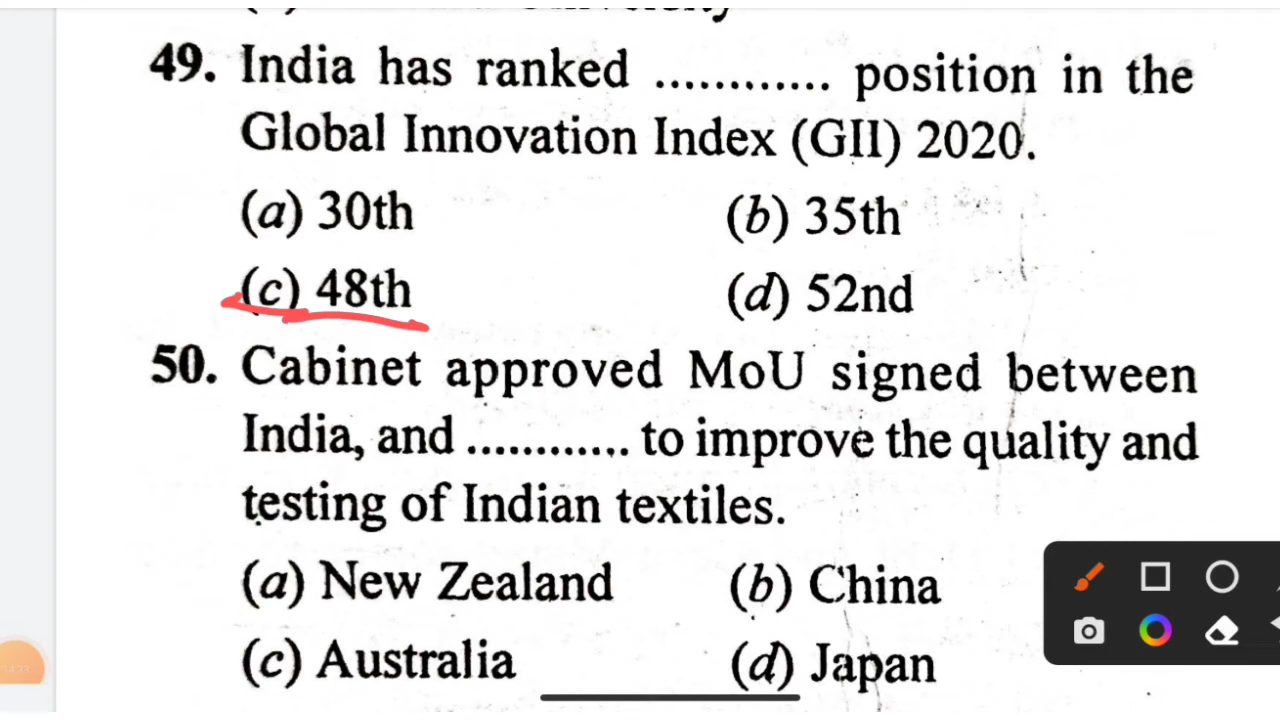 49. India has ranked ............ position in the
Global Innovation Index (GII) 2020.
(a) 30th (b) 35th
(c) 48th (d) 52nd
50. Cabinet approved MoU signed between
India, and ............ to improve the quality and
testing of Indian textiles.
(a) New Zealand (b) China
(c) Australia (d) Japan